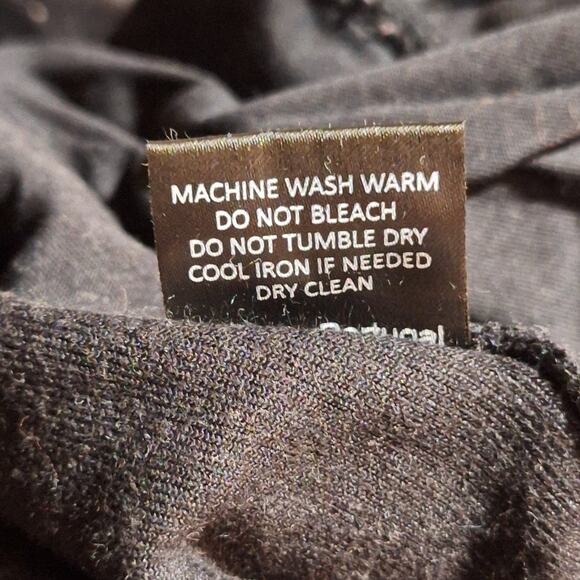 MACHINE WASH WARM
DO NOT BLEACH
DO NOT TUMBLE DRY
COOL IRON IF NEEDED
DRY CLEAN
Portugal